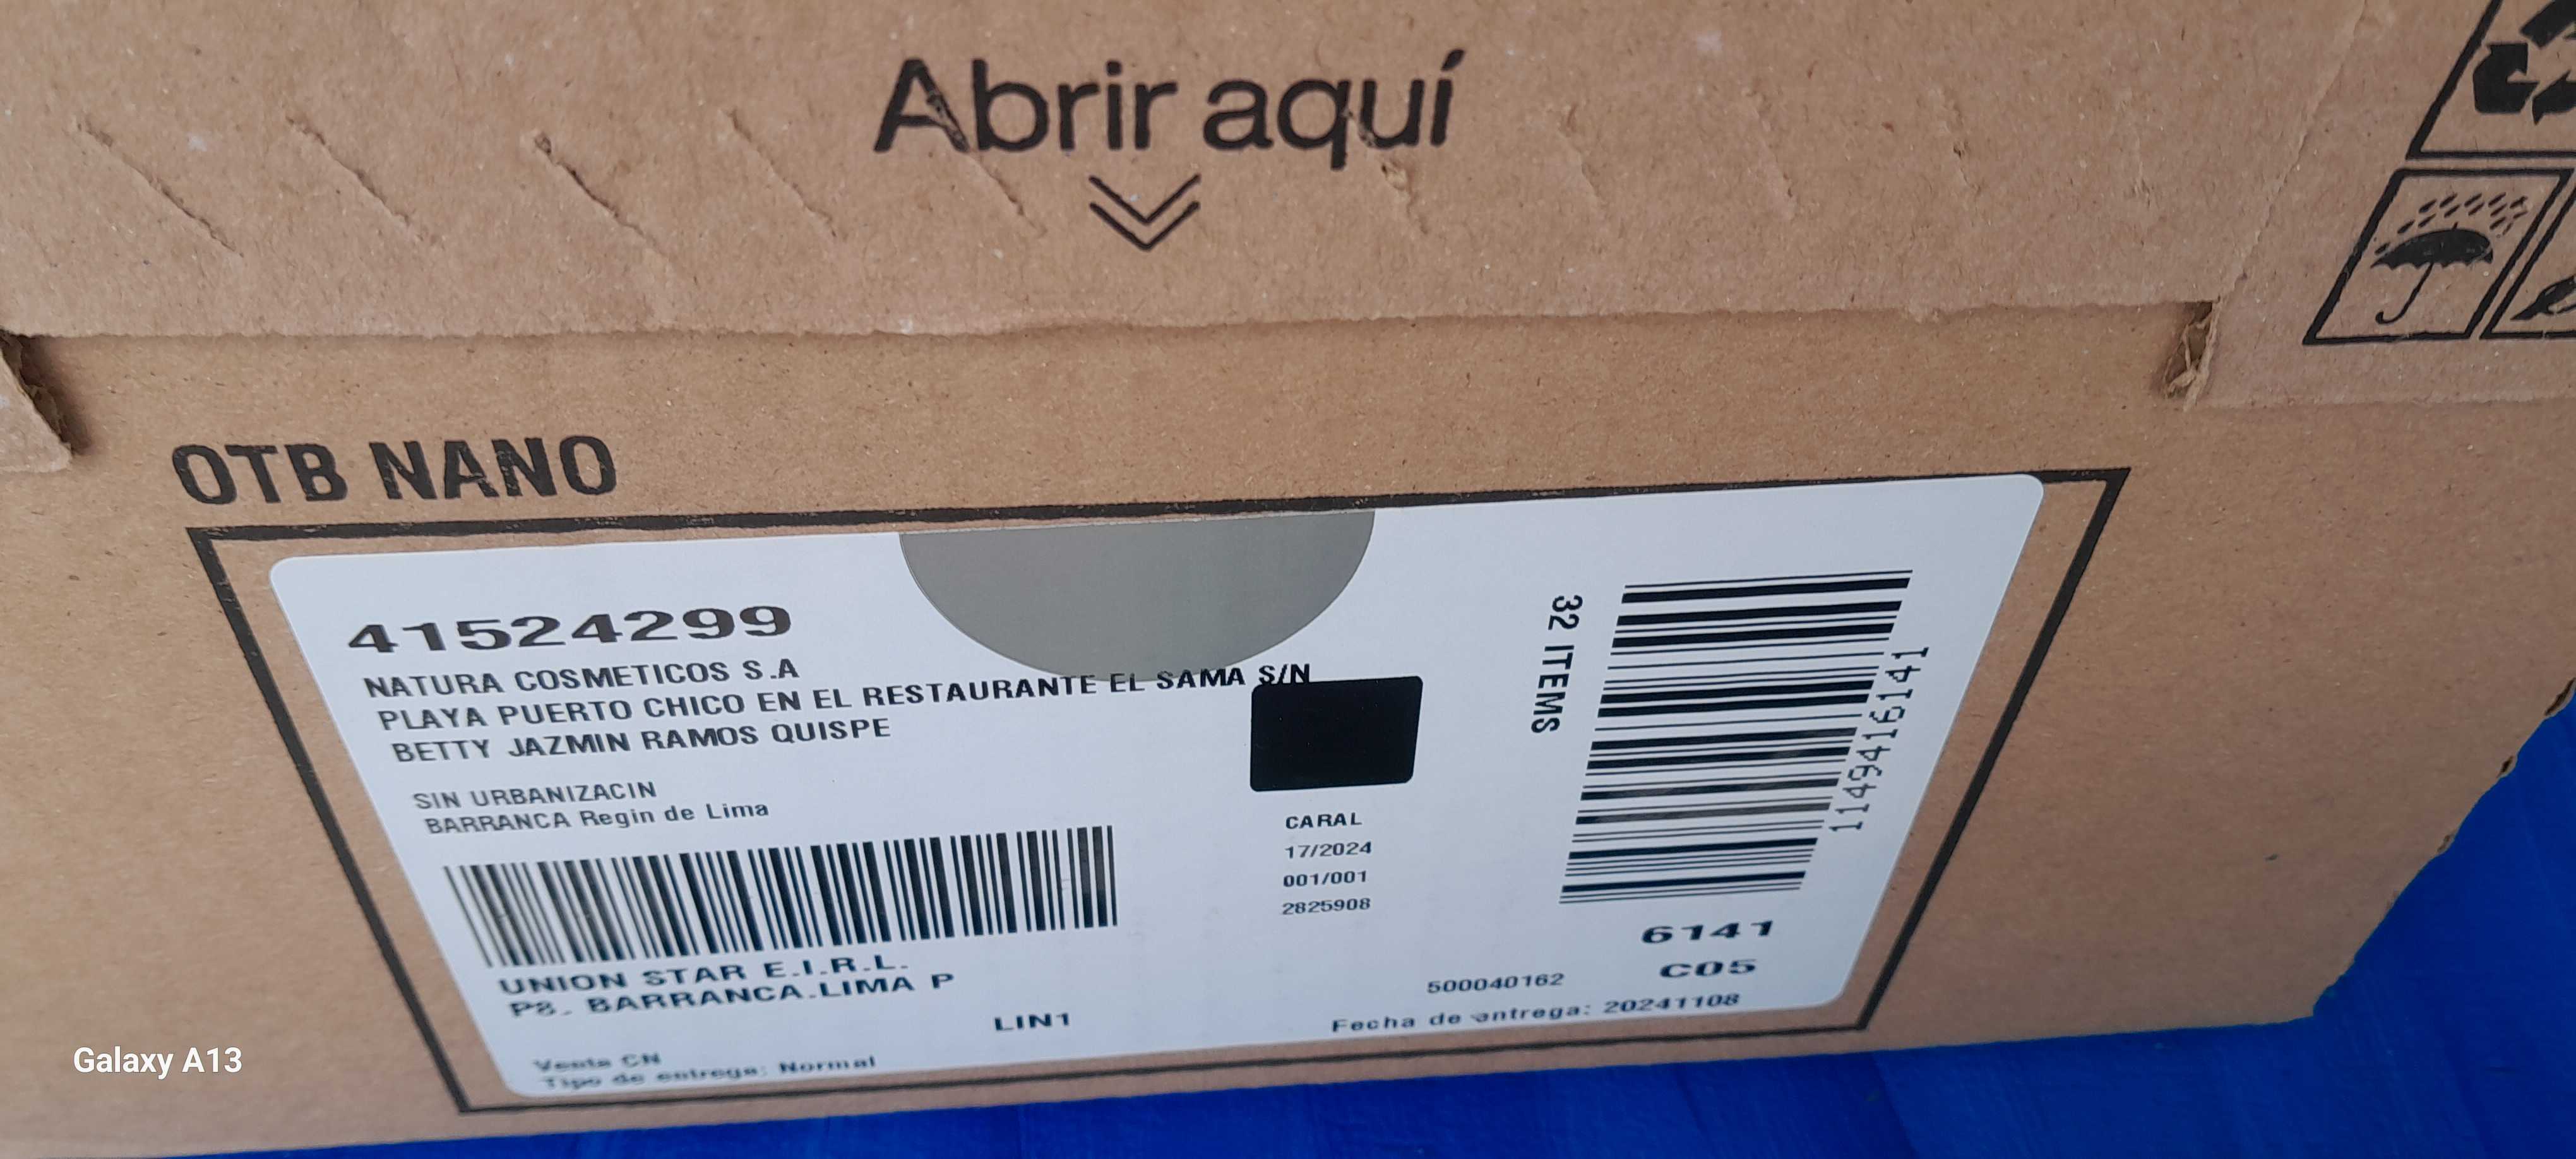 Abrir aquí
OTB NANO
41524299
NATURA COSMETICOS S.A
PLAYA PUERTO CHICO EN EL RESTAURANTE EL SAMA S/N
BETTY JAZMIN RAMOS QUISPE
SIN URBANIZACIN
BARRANCA Regin de Lima
UNION STAR E.I.R.L.
P8. BARRANCA.LIMA P
LIN1
Venta CN
Tipo de entrega: Normal
CARAL
17/2024
001/001
2825908
32 ITEMS
1149416141
6141
C05
500040162
Fecha de entrega: 20241108
Galaxy A13